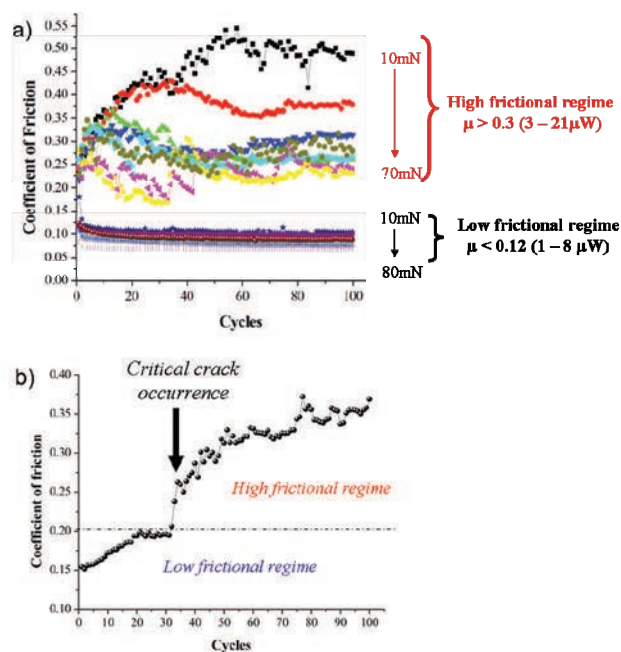 a)
0.55
0.50
0.45
0.40
0.35
0.30
0.25
0.20
0.15
0.10
0.05
0.00
Coefficient of Friction
0 20 40 60 80 100
Cycles
10mN
70mN
High frictional regime
μ > 0.3 (3 – 21μW)
10mN
80mN
Low frictional regime
μ < 0.12 (1 – 8 μW)
b)
0.40
0.35
0.30
0.25
0.20
0.15
0.10
Coefficient of friction
Critical crack
occurrence
High frictional regime
Low frictional regime
0 10 20 30 40 50 60 70 80 90 100
Cycles